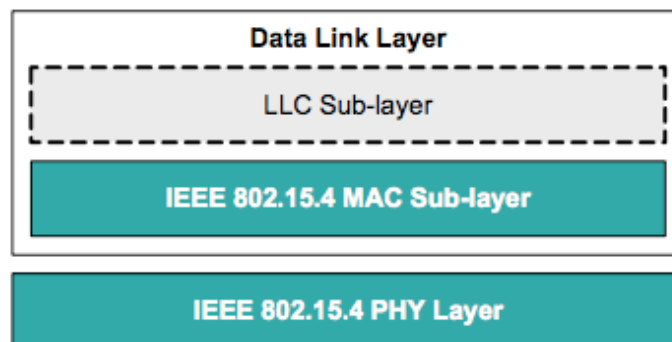 Data Link Layer
LLC Sub-layer
IEEE 802.15.4 MAC Sub-layer
IEEE 802.15.4 PHY Layer